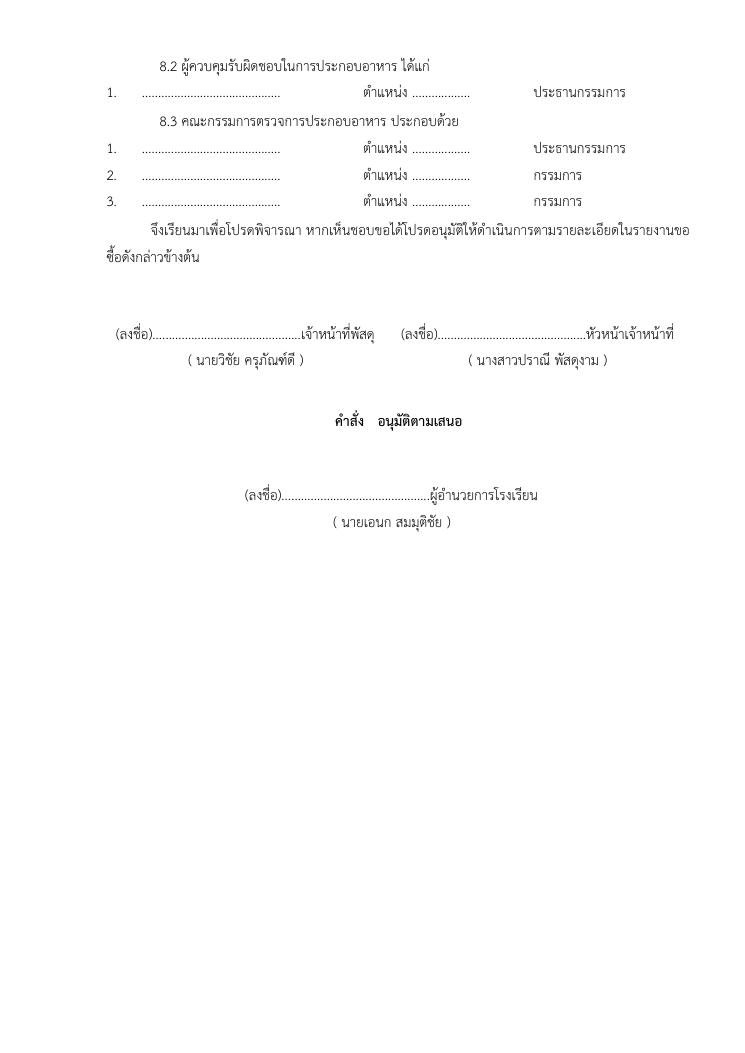 8.2 ผู้ควบคุมรับผิดชอบในการประกอบอาหาร ได้แก่
1. ........................................... ตำแหน่ง .................. ประธานกรรมการ
8.3 คณะกรรมการตรวจการประกอบอาหาร ประกอบด้วย
1. ........................................... ตำแหน่ง .................. ประธานกรรมการ
2. ........................................... ตำแหน่ง .................. กรรมการ
3. ........................................... ตำแหน่ง .................. กรรมการ
จึงเรียนมาเพื่อโปรดพิจารณา หากเห็นชอบขอได้โปรดอนุมัติให้ดำเนินการตามรายละเอียดในรายงานขอ
ซื้อดังกล่าวข้างต้น
(ลงชื่อ)..............................................เจ้าหน้าที่พัสดุ (ลงชื่อ)..............................................หัวหน้าเจ้าหน้าที่
( นายวิชัย ครุภัณฑ์ดี ) ( นางสาวปราณี พัสดุงาม )
คำสั่ง อนุมัติตามเสนอ
(ลงชื่อ)..............................................ผู้อำนวยการโรงเรียน
( นายเอนก สมมุติชัย )